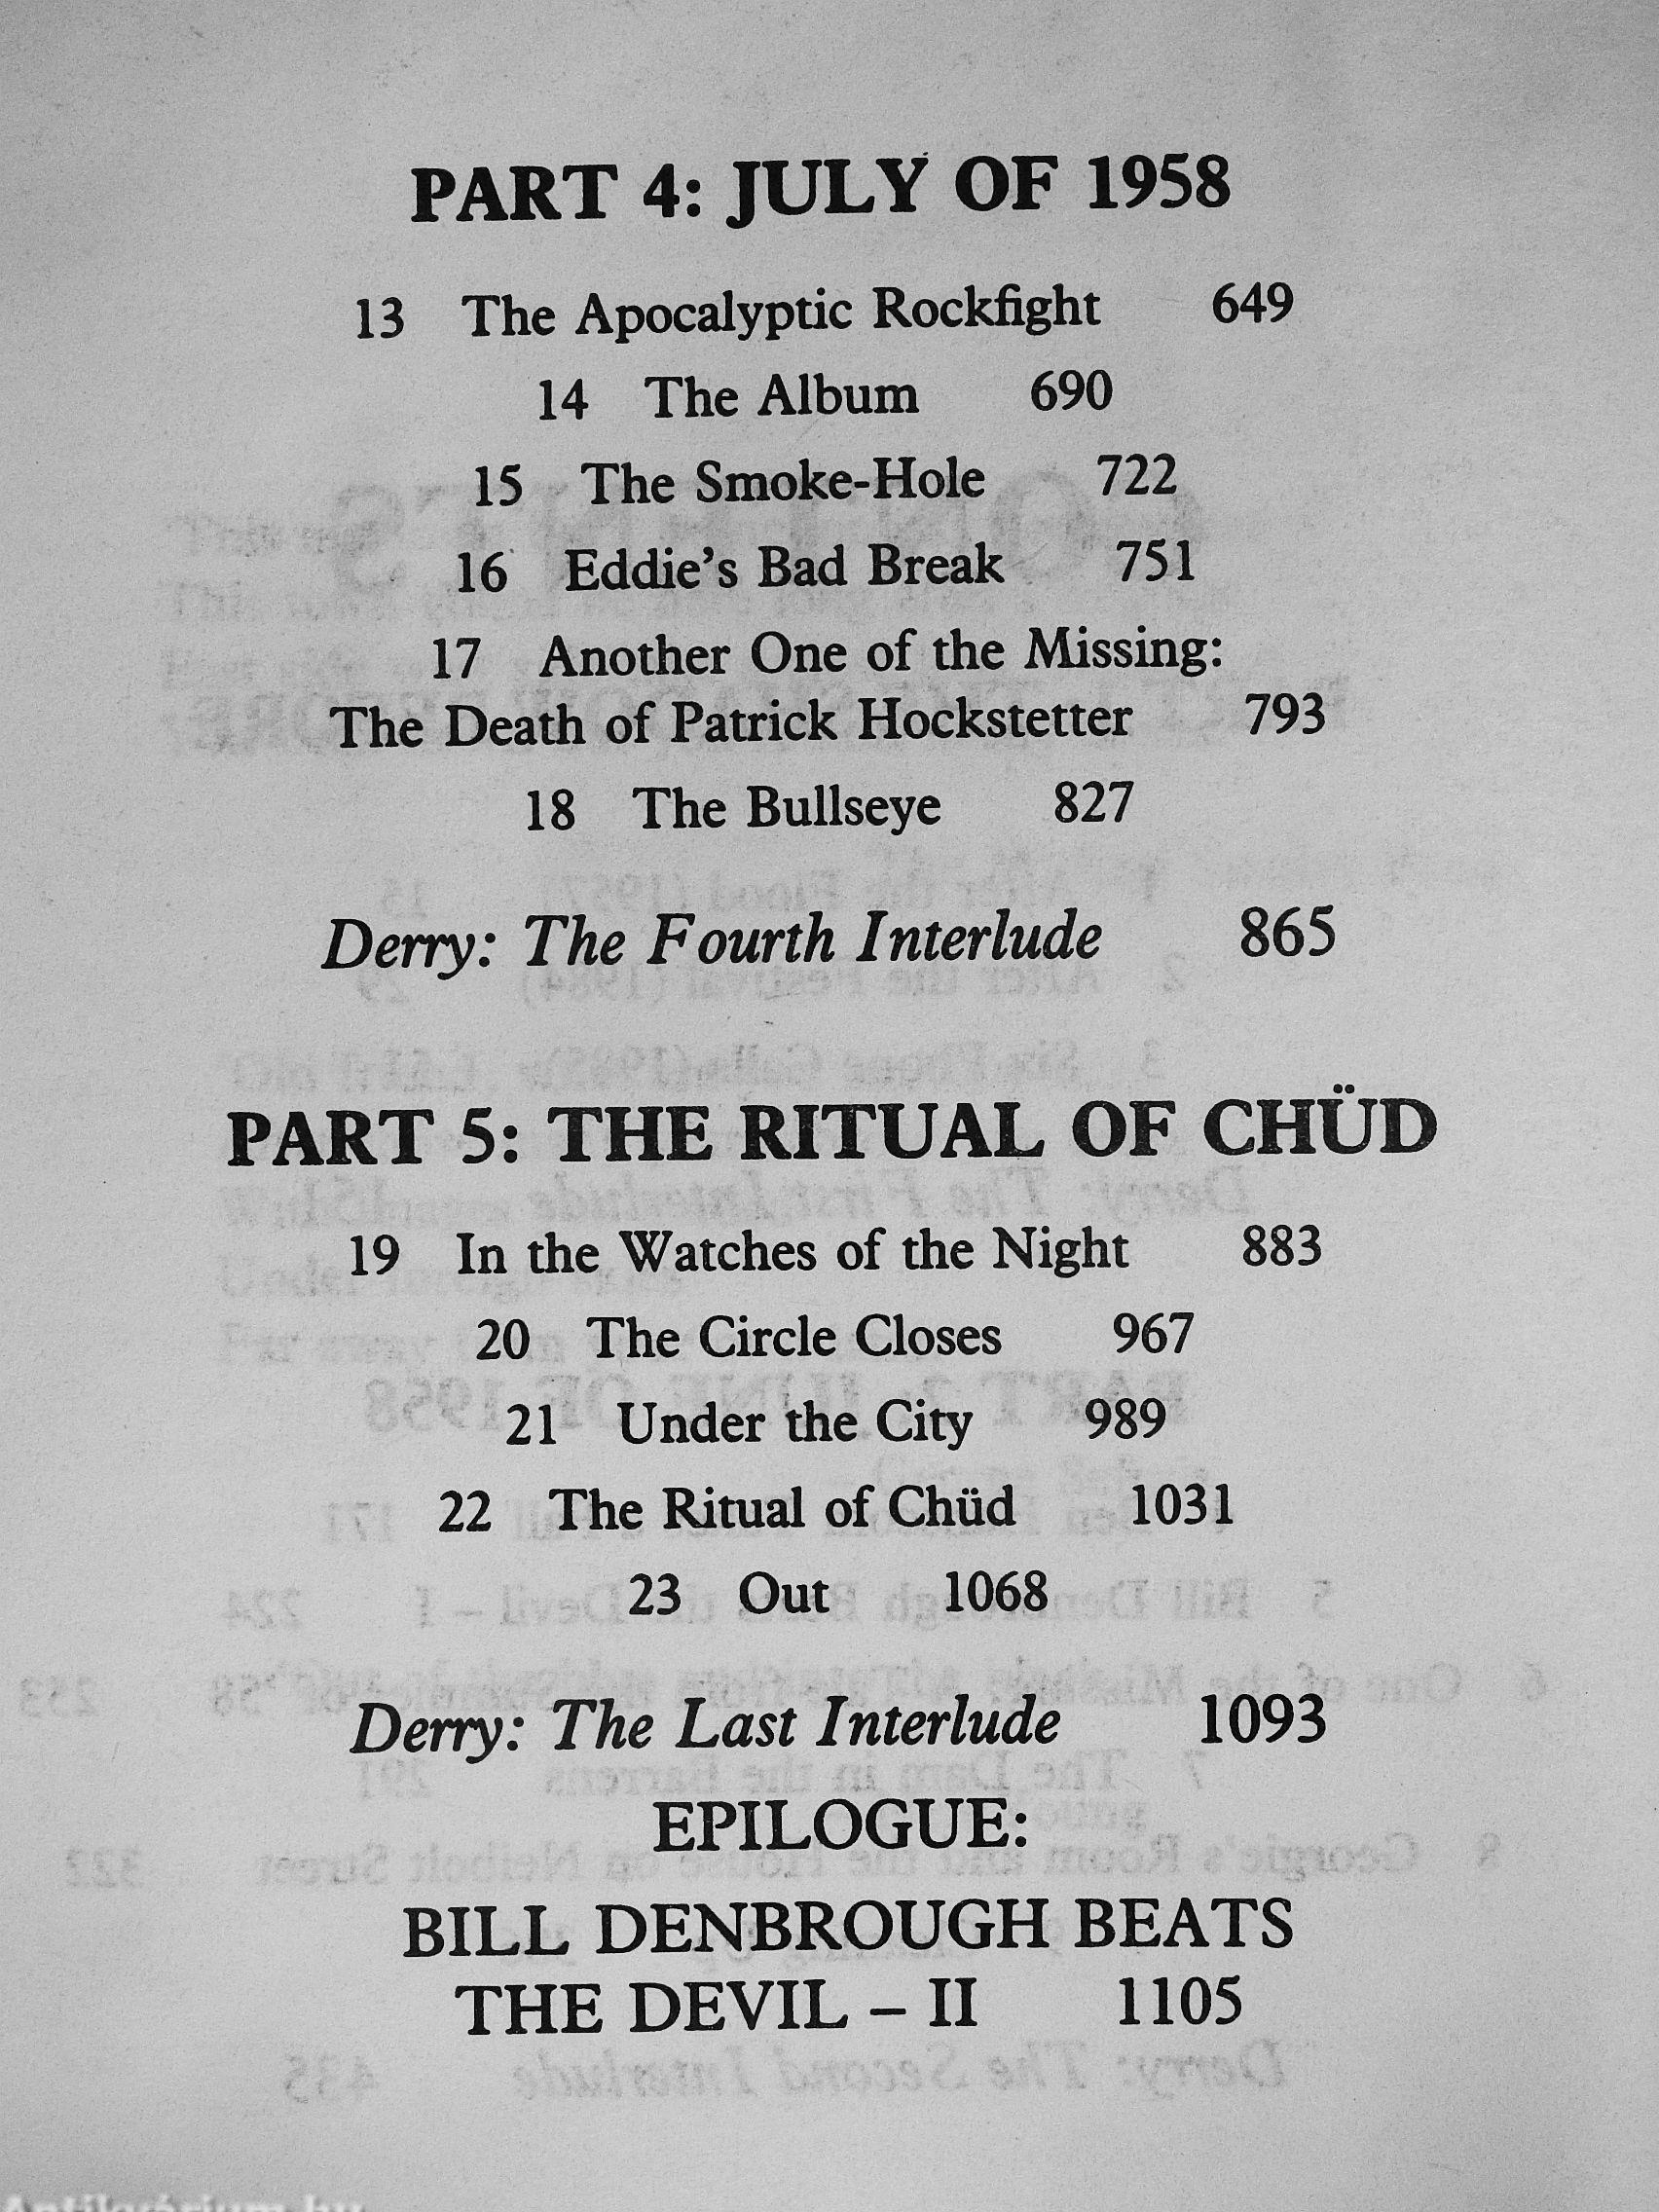 PART 4: JULY OF 1958
13 The Apocalyptic Rockfight 649
14 The Album 690
15 The Smoke-Hole 722
16 Eddie's Bad Break 751
17 Another One of the Missing:
The Death of Patrick Hockstetter 793
18 The Bullseye 827
Derry: The Fourth Interlude 865
PART 5: THE RITUAL OF CHÜD
19 In the Watches of the Night 883
20 The Circle Closes 967
21 Under the City 989
22 The Ritual of Chüd 1031
23 Out 1068
Derry: The Last Interlude 1093
EPILOGUE:
BILL DENBROUGH BEATS
THE DEVIL – II 1105